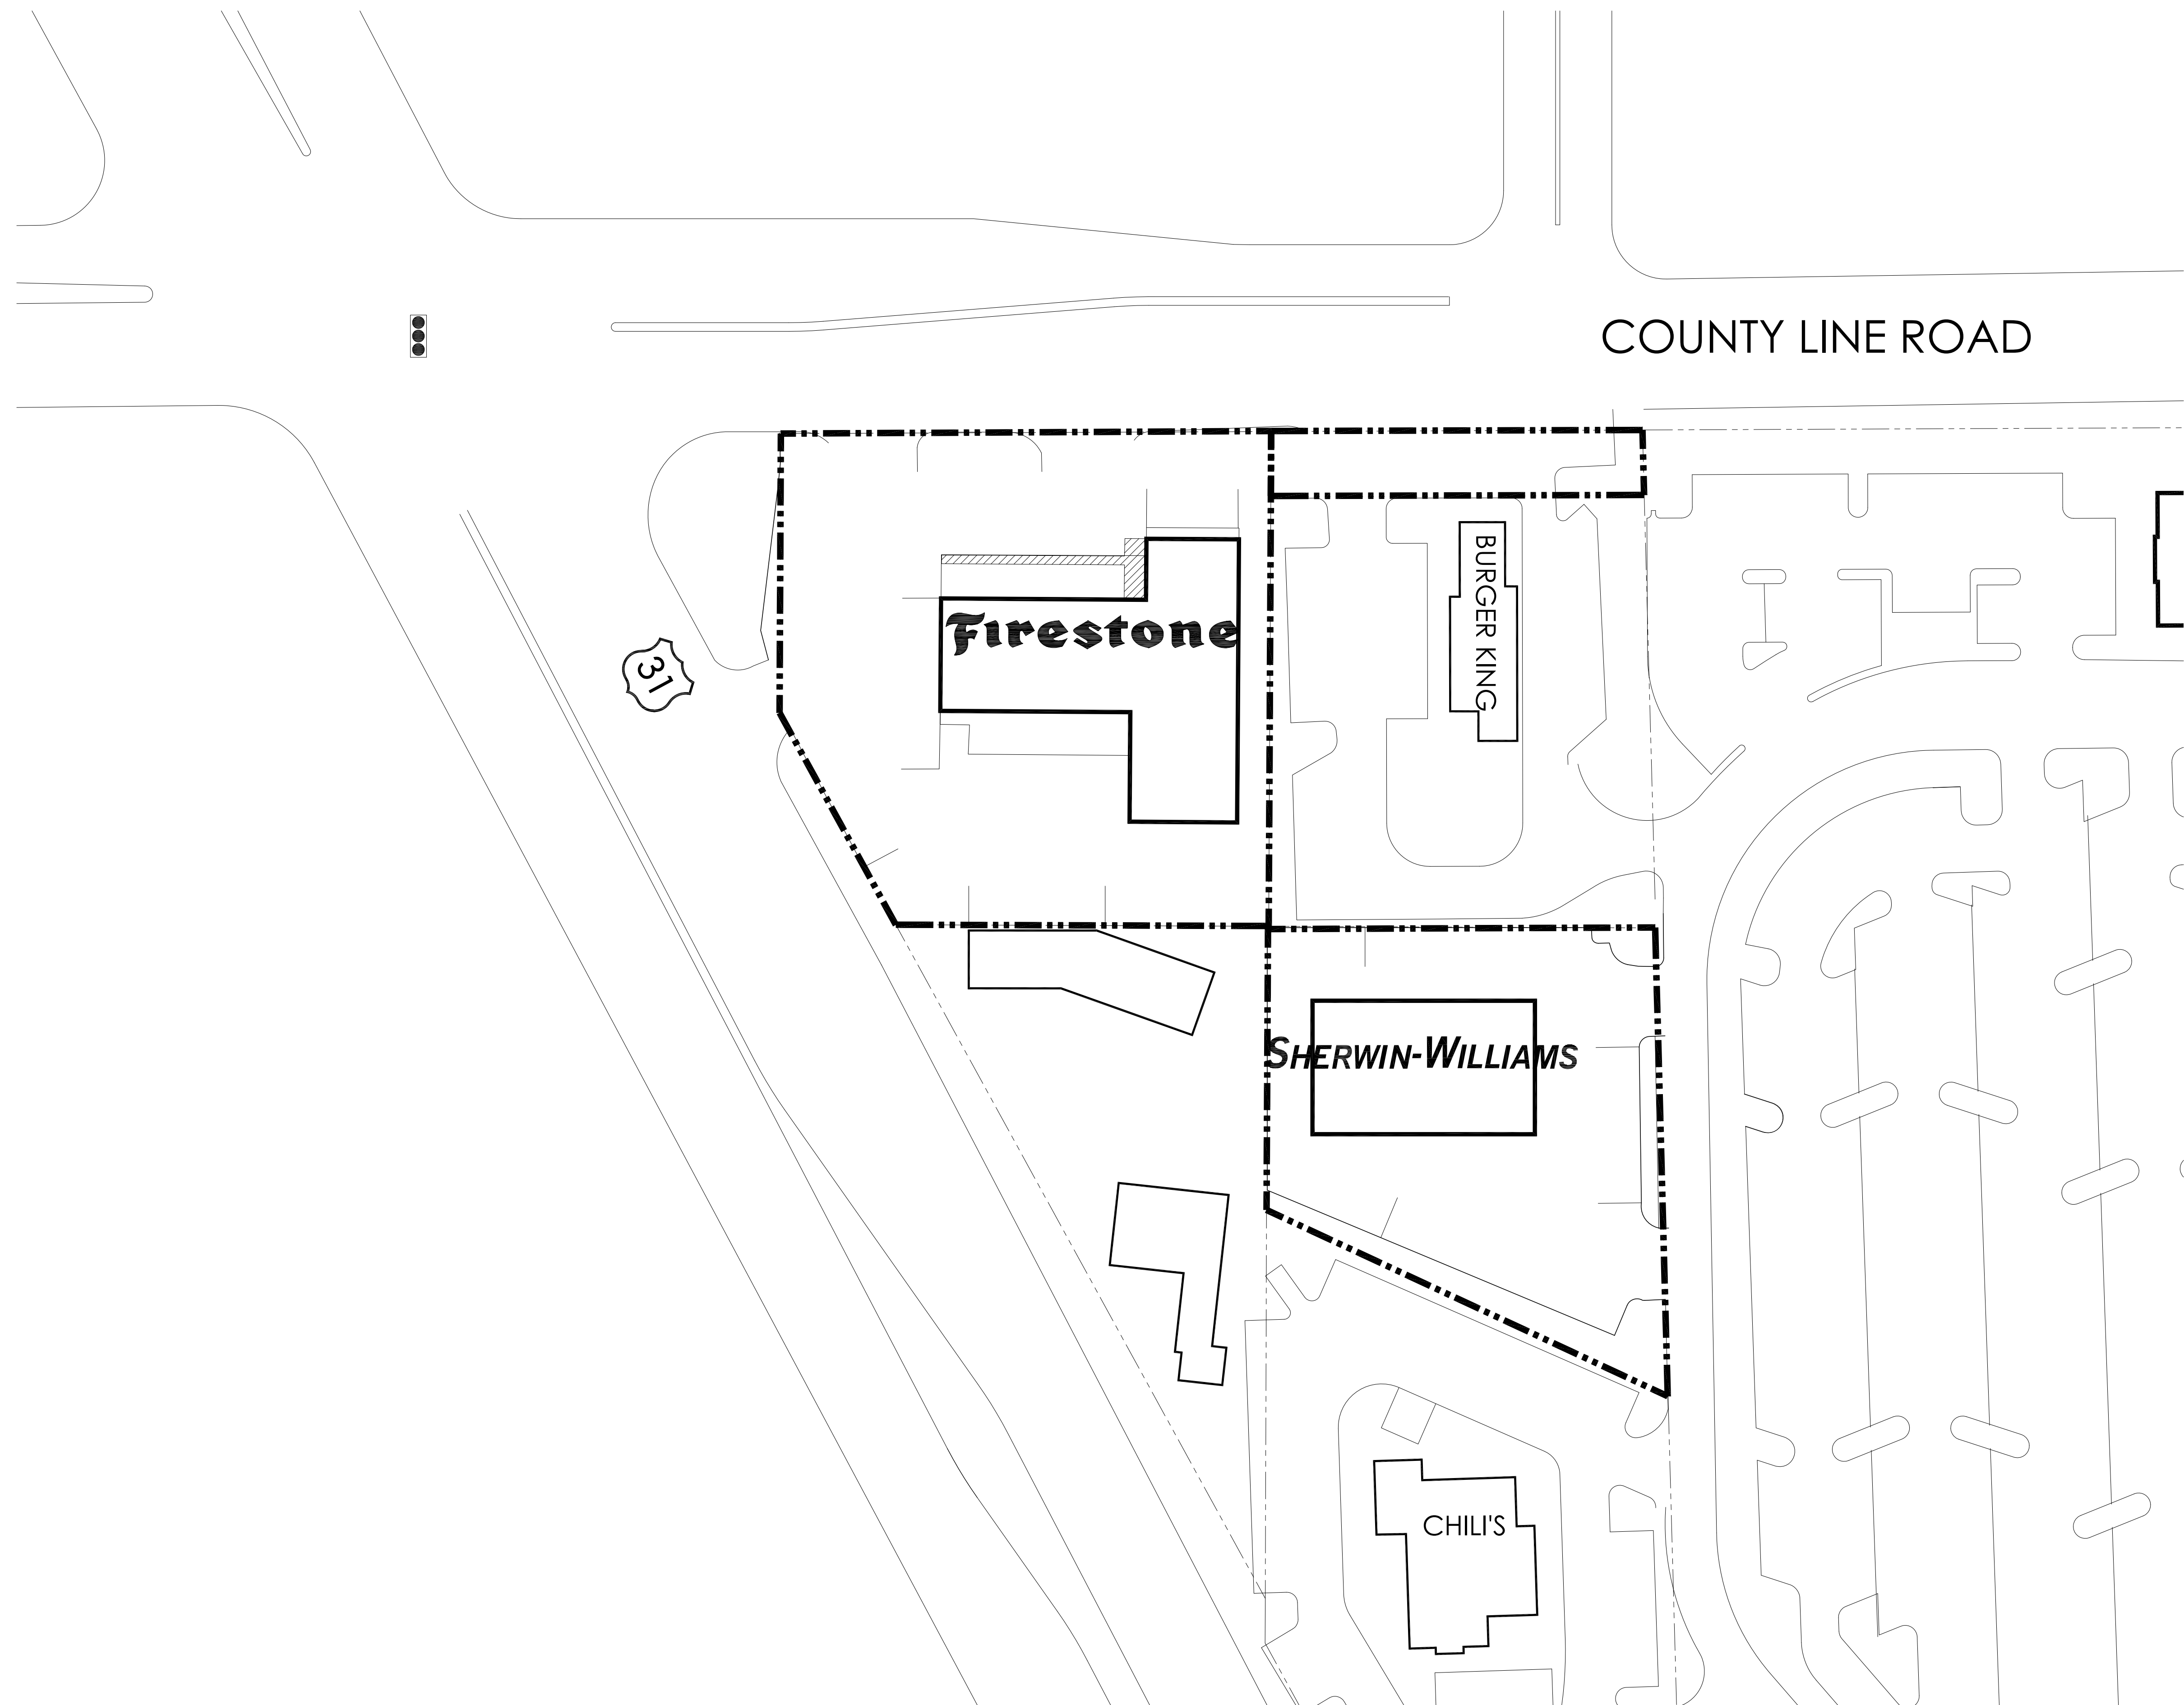 COUNTY LINE ROAD
Firestone
BURGER KING
31
SHERWIN-WILLIAMS
CHILI'S